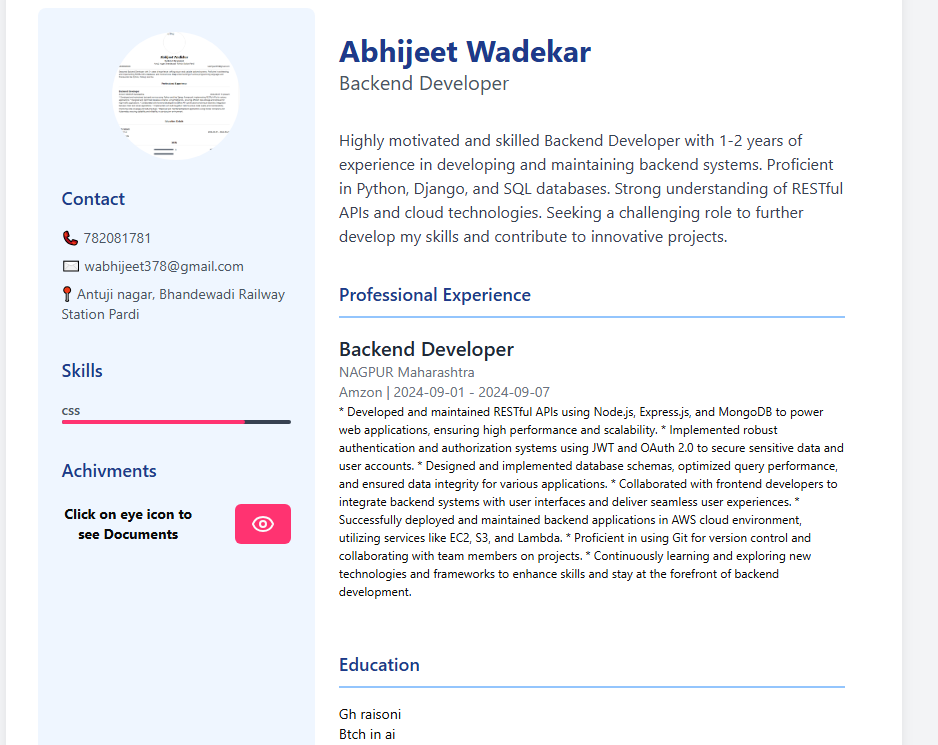 Contact
782081781
wabhijeet378@gmail.com
Antuji nagar, Bhandewadi Railway
Station Pardi
Skills
css
Achivments
Click on eye icon to
see Documents
Abhijeet Wadekar
Backend Developer
Highly motivated and skilled Backend Developer with 1-2 years of
experience in developing and maintaining backend systems. Proficient
in Python, Django, and SQL databases. Strong understanding of RESTful
APIs and cloud technologies. Seeking a challenging role to further
develop my skills and contribute to innovative projects.
Professional Experience
Backend Developer
NAGPUR Maharashtra
Amzon | 2024-09-01 - 2024-09-07
* Developed and maintained RESTful APIs using Node.js, Express.js, and MongoDB to power
web applications, ensuring high performance and scalability. * Implemented robust
authentication and authorization systems using JWT and OAuth 2.0 to secure sensitive data and
user accounts. * Designed and implemented database schemas, optimized query performance,
and ensured data integrity for various applications. * Collaborated with frontend developers to
integrate backend systems with user interfaces and deliver seamless user experiences. *
Successfully deployed and maintained backend applications in AWS cloud environment,
utilizing services like EC2, S3, and Lambda. * Proficient in using Git for version control and
collaborating with team members on projects. * Continuously learning and exploring new
technologies and frameworks to enhance skills and stay at the forefront of backend
development.
Education
Gh raisoni
Btch in ai